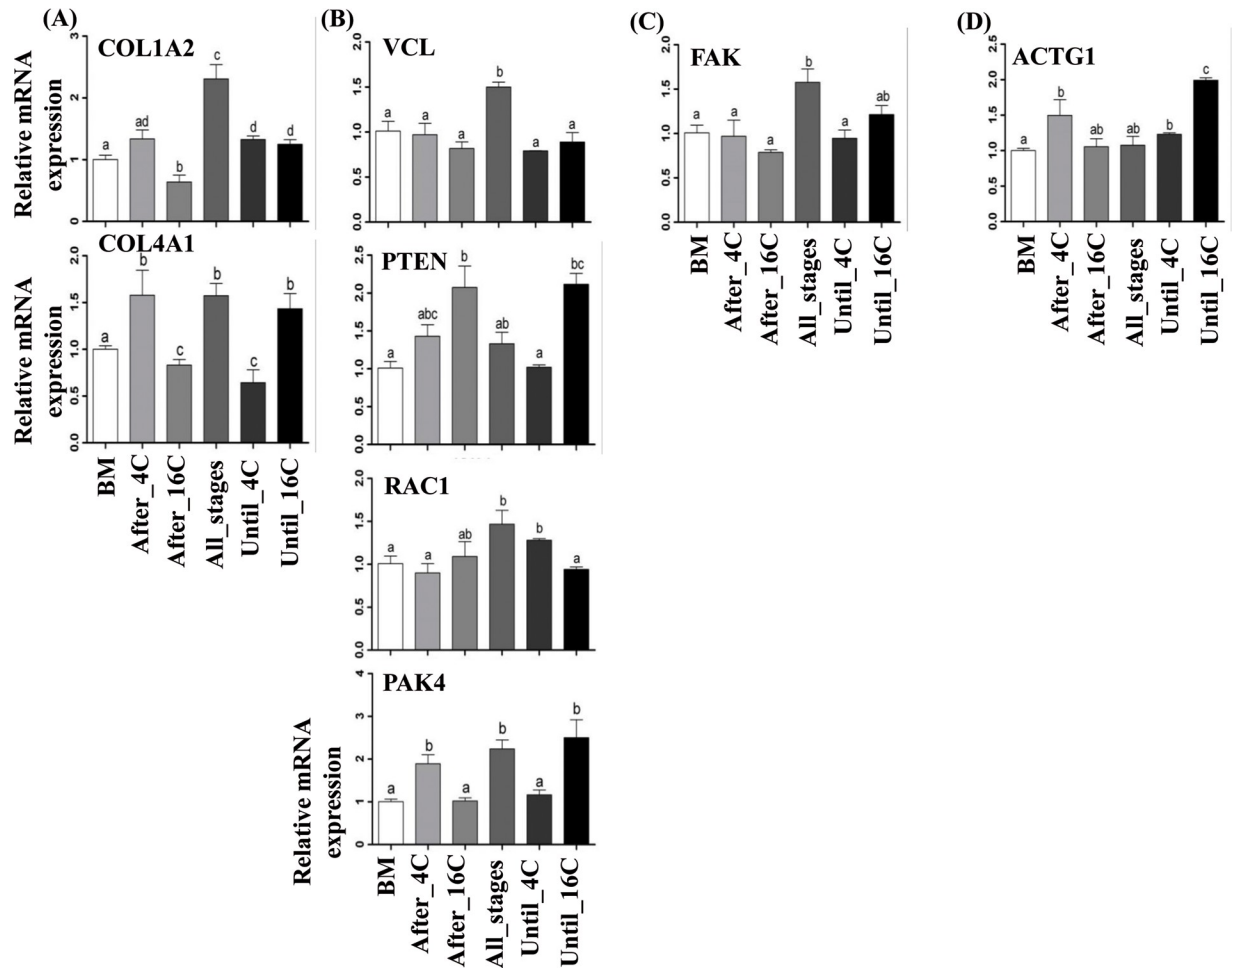 (A)
Relative mRNA
expression
COL1A2
3
2
1
0
a
ad
b
c
d
d
Relative mRNA
expression
COL4A1
2.0
1.5
1.0
0.5
0.0
a
b
c
b
c
b
BM
After_4C
After_16C
All_stages
Until_4C
Until_16C
(B)
VCL
2.0
1.5
1.0
0.5
0.0
a
a
a
b
a
a
PTEN
2.5
2.0
1.5
1.0
0.5
0.0
a
abc
b
ab
a
bc
RAC1
2.0
1.5
1.0
0.5
0.0
a
a
ab
b
b
a
Relative mRNA
expression
PAK4
4
3
2
1
0
a
b
a
b
a
b
BM
After_4C
After_16C
All_stages
Until_4C
Until_16C
(C)
FAK
2.0
1.5
1.0
0.5
0.0
a
a
a
b
a
ab
BM
After_4C
After_16C
All_stages
Until_4C
Until_16C
(D)
ACTG1
2.5
2.0
1.5
1.0
0.5
0.0
a
b
ab
ab
b
c
BM
After_4C
After_16C
All_stages
Until_4C
Until_16C